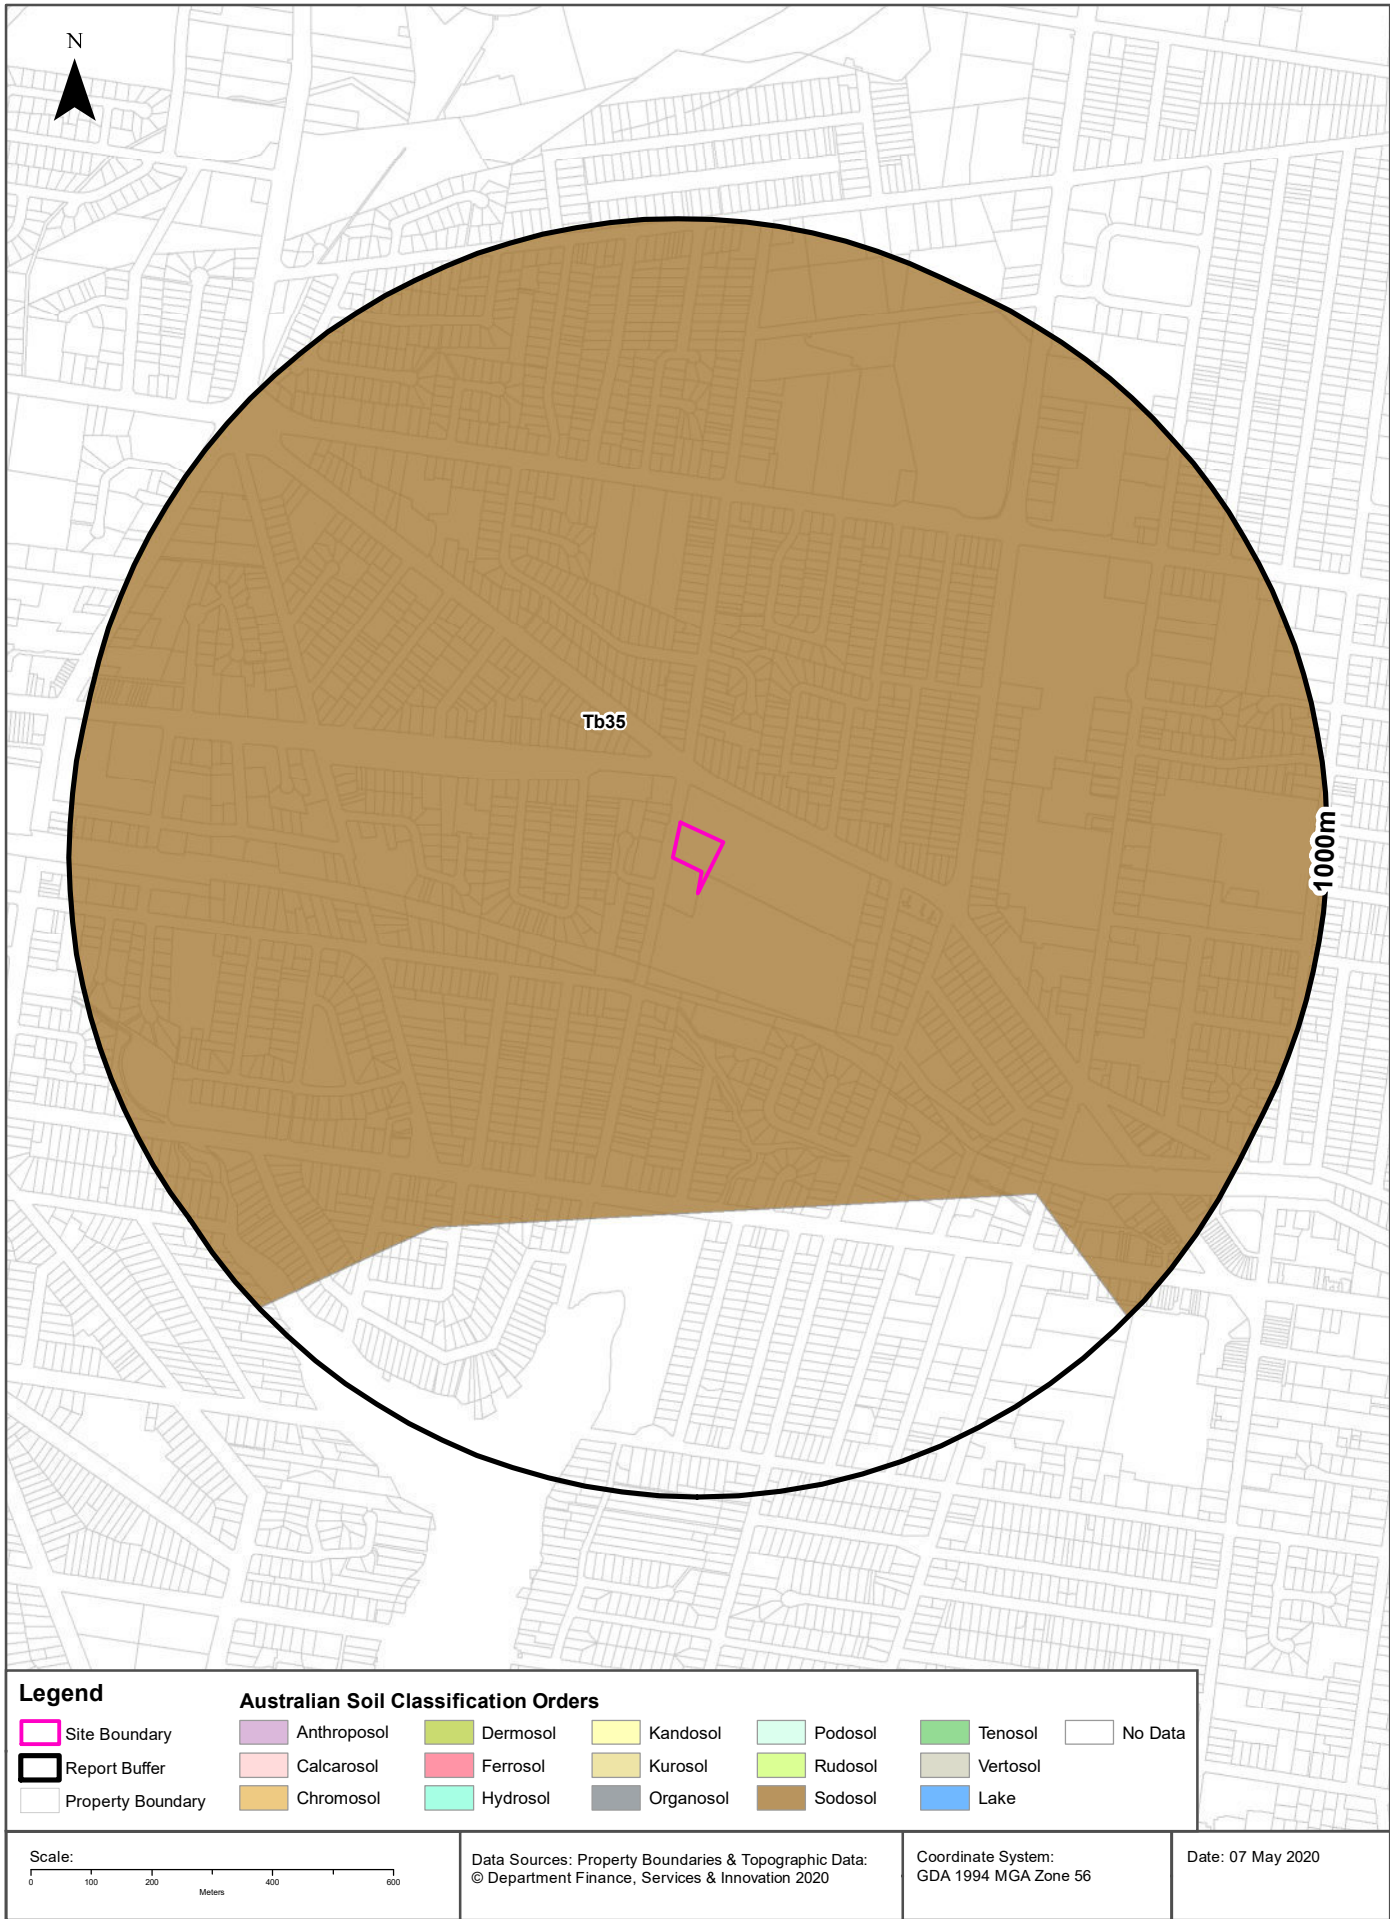 N
Tb35
1000m
Legend
Site Boundary
Report Buffer
Property Boundary
Australian Soil Classification Orders
Anthroposol
Calcarosol
Chromosol
Dermosol
Ferrosol
Hydrosol
Kandosol
Kurosol
Organosol
Podosol
Rudosol
Sodosol
Tenosol
Vertosol
Lake
No Data
Scale:
0 100 200 400 600
Meters
Data Sources: Property Boundaries & Topographic Data:
© Department Finance, Services & Innovation 2020
Coordinate System:
GDA 1994 MGA Zone 56
Date: 07 May 2020